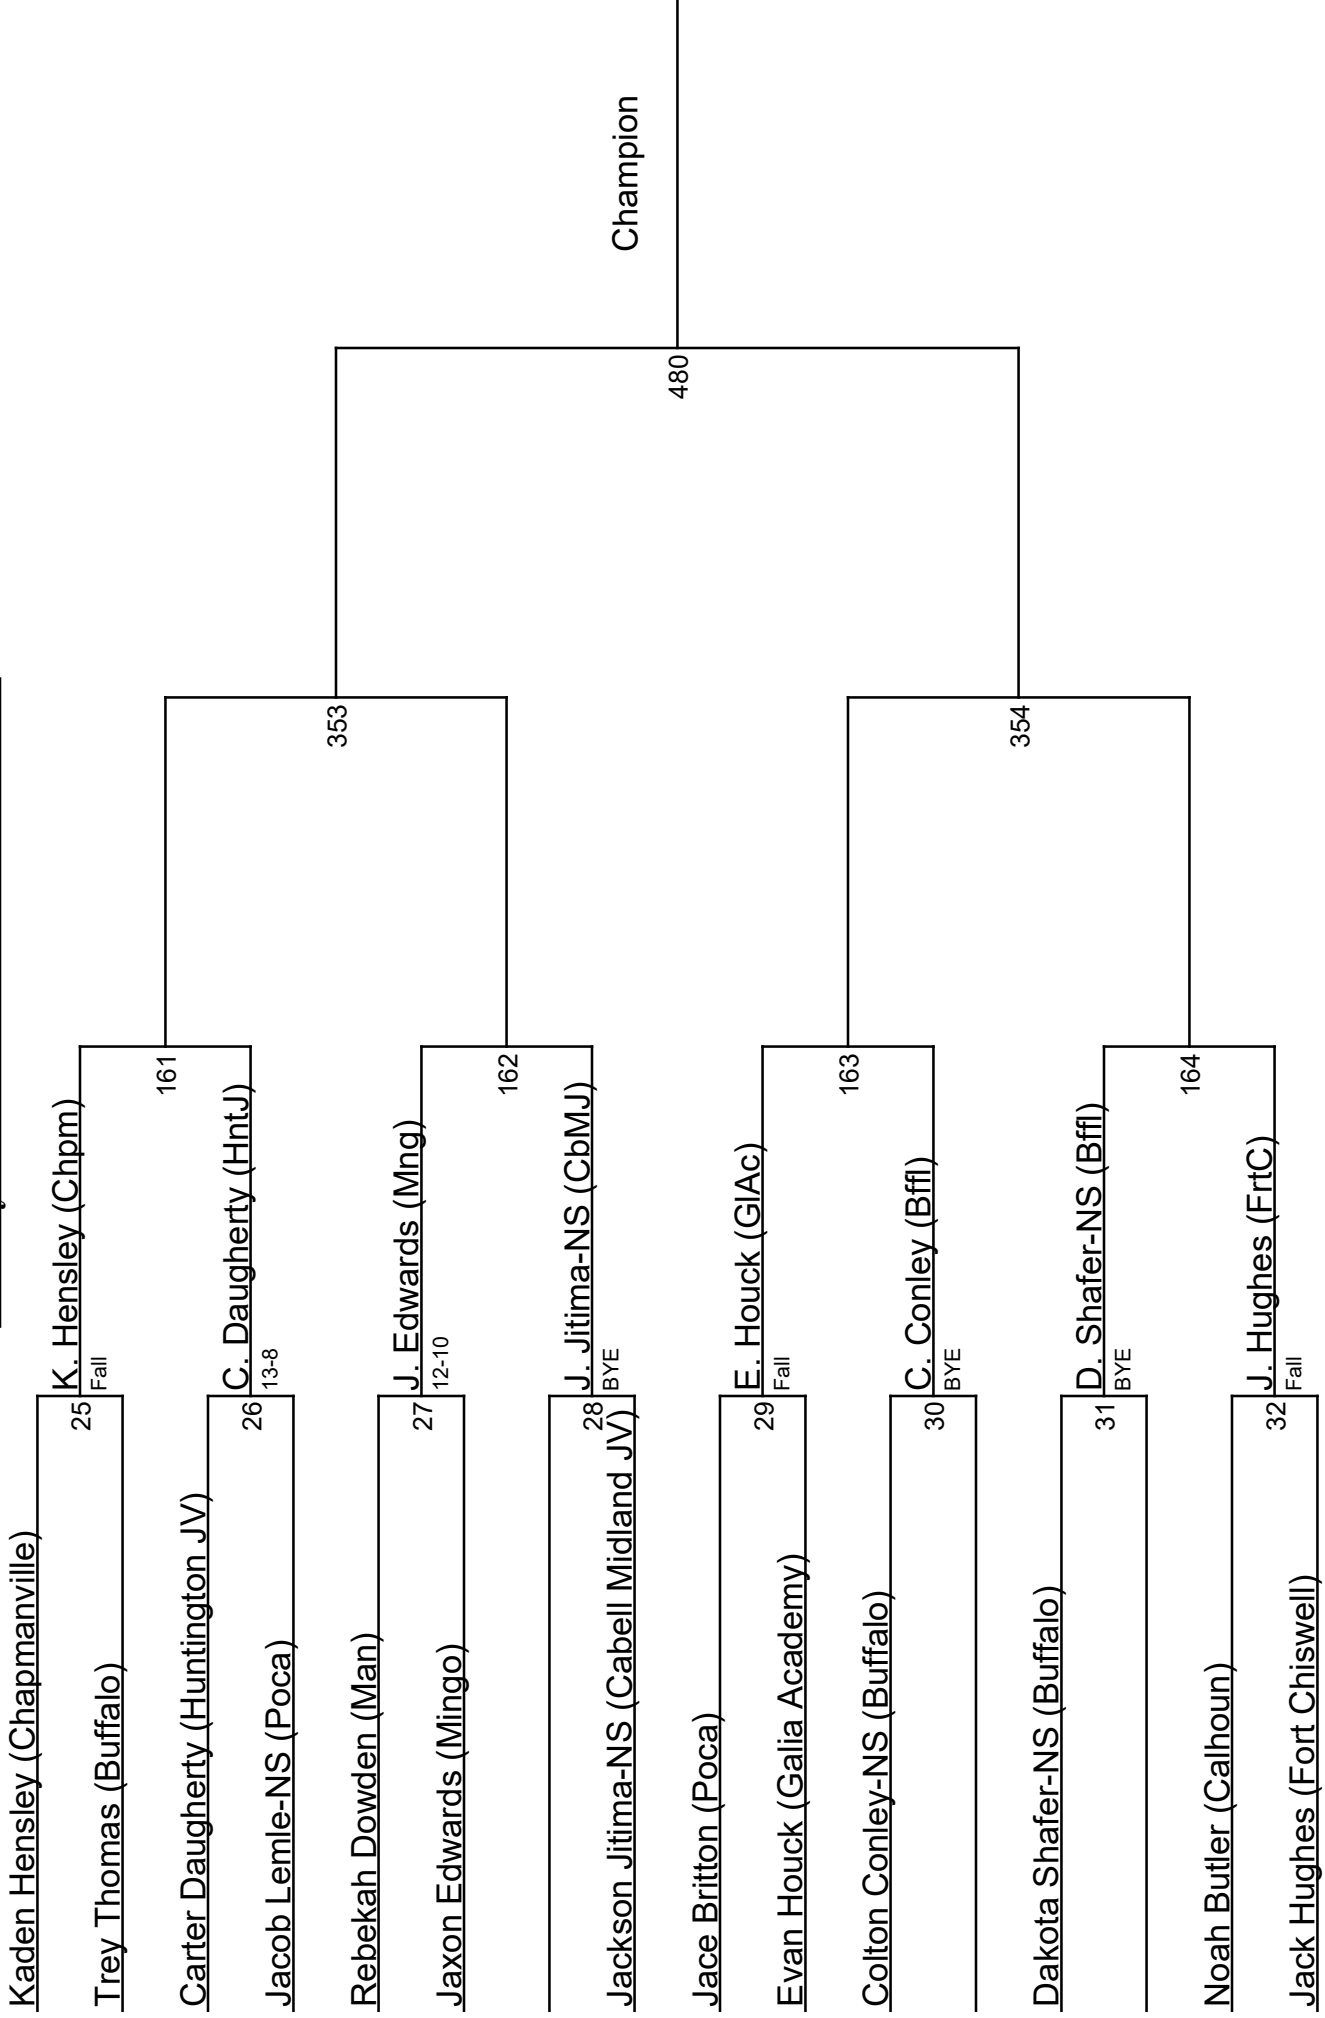 Kaden Hensley (Chapmanville)
Trey Thomas (Buffalo)
Carter Daugherty (Huntington JV)
Jacob Lemle-NS (Poca)
Rebekah Dowden (Man)
Jaxon Edwards (Mingo)
Jackson Jitima-NS (Cabell Midland JV)
Jace Britton (Poca)
Evan Houck (Galia Academy)
Colton Conley-NS (Buffalo)
Dakota Shafer-NS (Buffalo)
Noah Butler (Calhoun)
Jack Hughes (Fort Chiswell)
25
26
27
28
29
30
31
32
K. Hensley (Chpm)
Fall
C. Daugherty (HntJ)
13-8
J. Edwards (Mng)
12-10
J. Jitima-NS (CbMJ)
BYE
E. Houck (GlAc)
Fall
C. Conley (Bffl)
BYE
D. Shafer-NS (Bffl)
BYE
J. Hughes (FrtC)
Fall
161
162
163
164
353
354
480
Champion